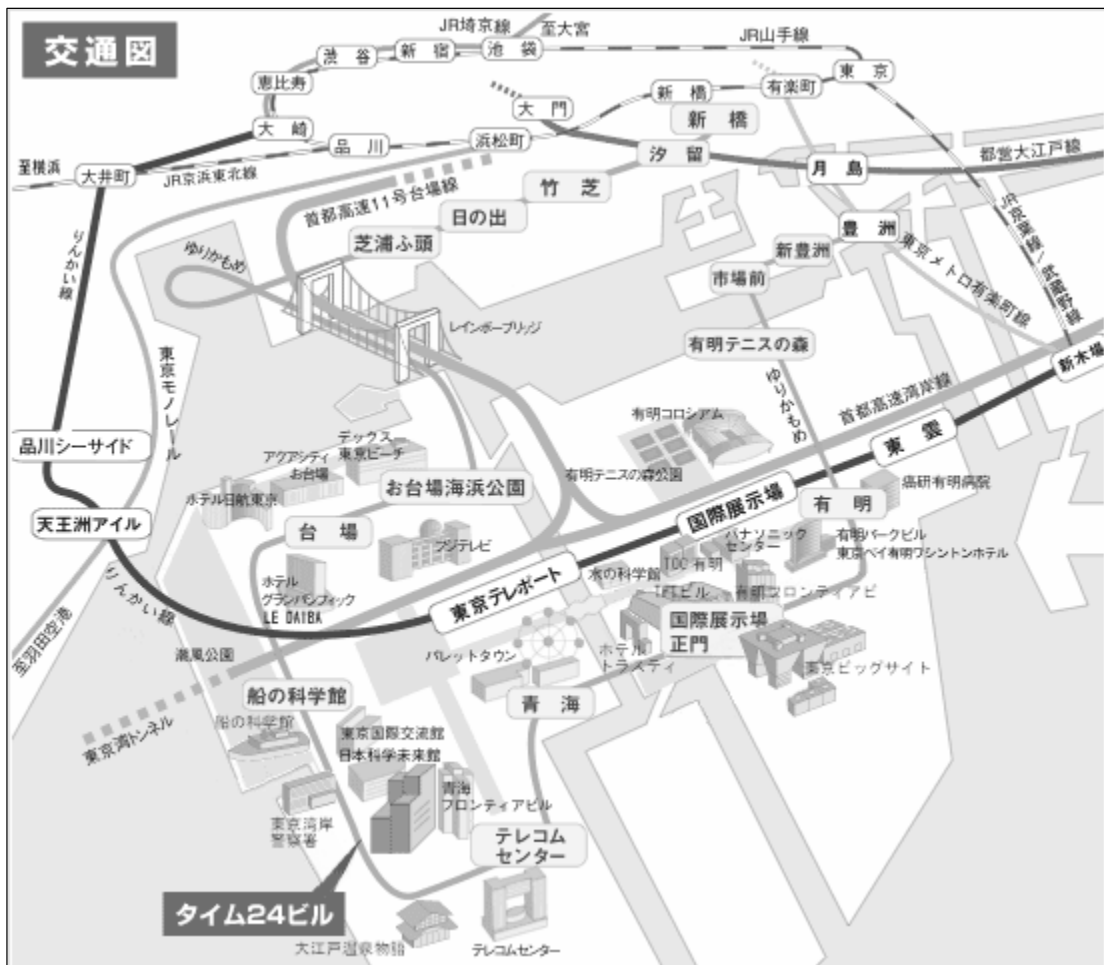 交通図
JR埼京線
至大宮
JR山手線
渋谷
新宿
池袋
恵比寿
大門
新橋
有楽町
東京
大崎
新橋
品川
浜松町
汐留
至横浜
大井町
JR京浜東北線
月島
都営大江戸線
首都高速11号台場線
竹芝
日の出
芝浦ふ頭
りんかい線
ゆりかもめ
豊洲
新豊洲
市場前
JR京葉線/武蔵野線
東京メトロ有楽町線
レインボーブリッジ
有明テニスの森
新木場
東京モノレール
ゆりかもめ
首都高速湾岸線
品川シーサイド
デックス
東京ビーチ
アクアシティ
お台場
有明コロシアム
東雲
ホテル日航東京
お台場海浜公園
有明テニスの森公園
癌研有明病院
天王洲アイル
台場
国際展示場
有明
フジテレビ
パナソニック
センター
有明パークビル
東京ベイ有明ワシントンホテル
りんかい線
ホテル
グランパシフィック
LE DAIBA
東京テレポート
水の科学館
TOC有明
TFTビル
有明フロンティアビ
至羽田空港
潮風公園
パレットタウン
ホテル
トラスティ
国際展示場
正門
東京ビッグサイト
船の科学館
青海
船の科学館
東京湾トンネル
東京国際交流館
日本科学未来館
青海
フロンティアビル
東京湾岸
警察署
テレコム
センター
タイム24ビル
大江戸温泉物語
テレコムセンター